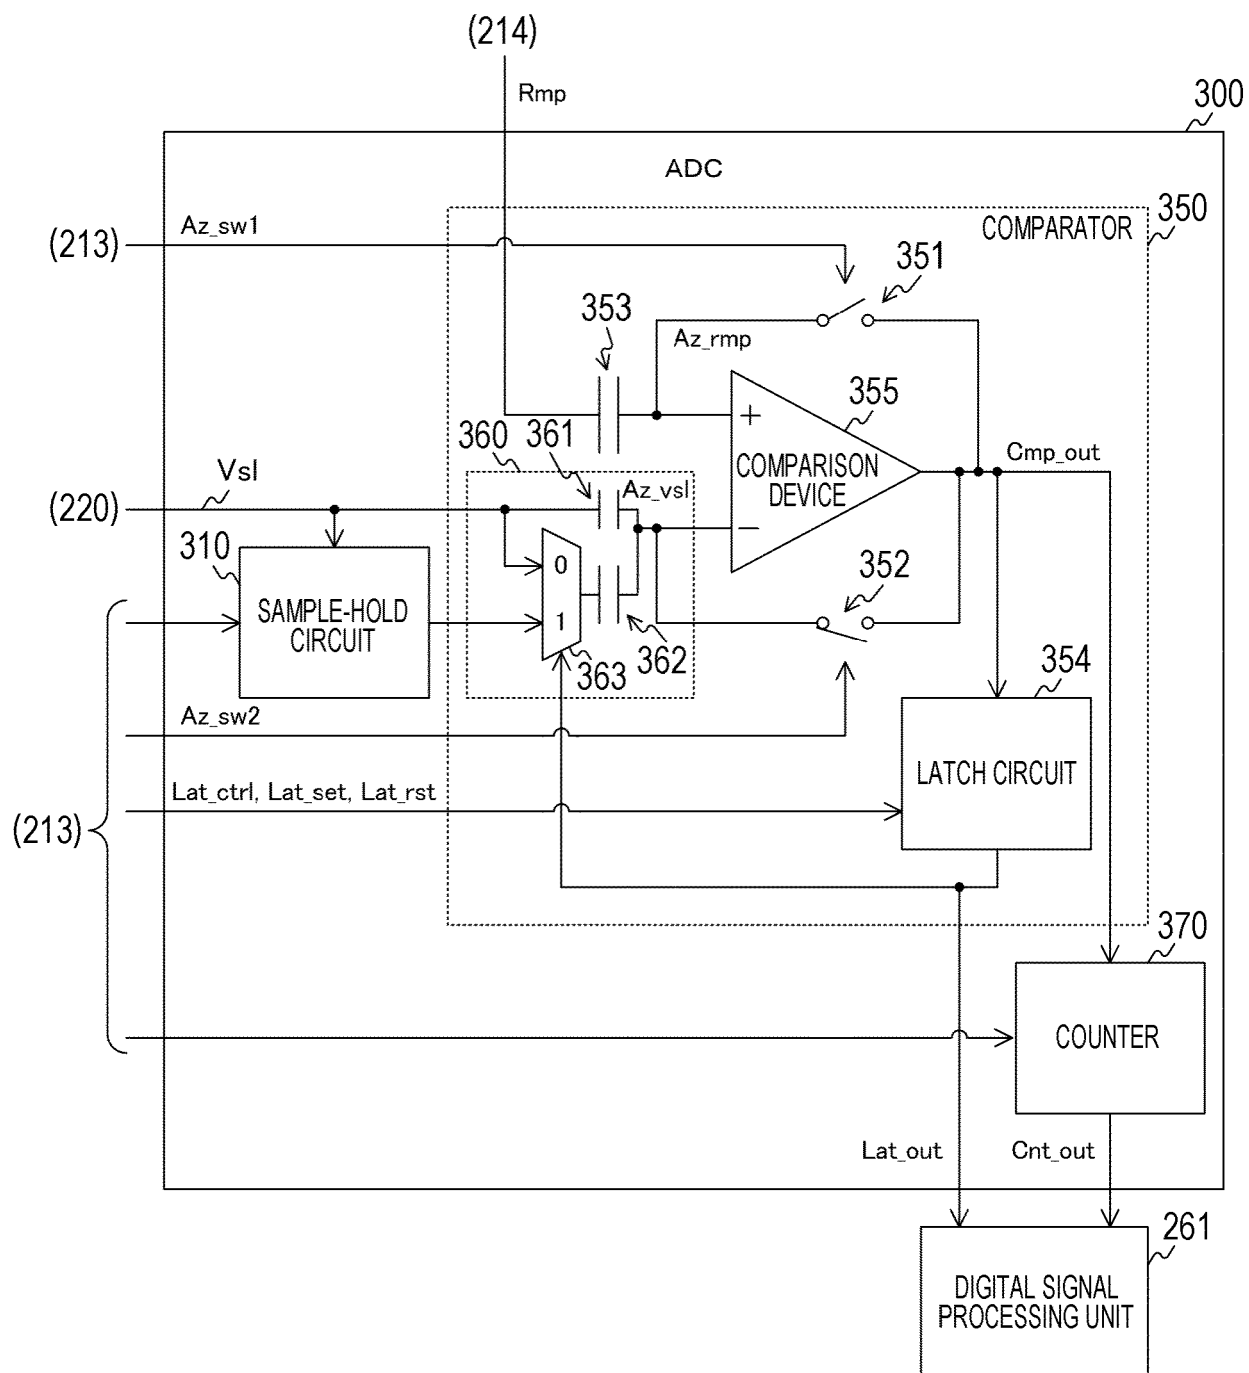 (214)
Rmp
300
ADC
Az_sw1
(213)
350
COMPARATOR
351
353
Az_rmp
355
+
360
361
COMPARISON
DEVICE
Cmp_out
Vsl
Az_vsl
(220)
−
310
0
352
SAMPLE-HOLD
CIRCUIT
1
362
363
354
Az_sw2
LATCH CIRCUIT
Lat_ctrl, Lat_set, Lat_rst
(213)
370
COUNTER
Lat_out
Cnt_out
261
DIGITAL SIGNAL
PROCESSING UNIT